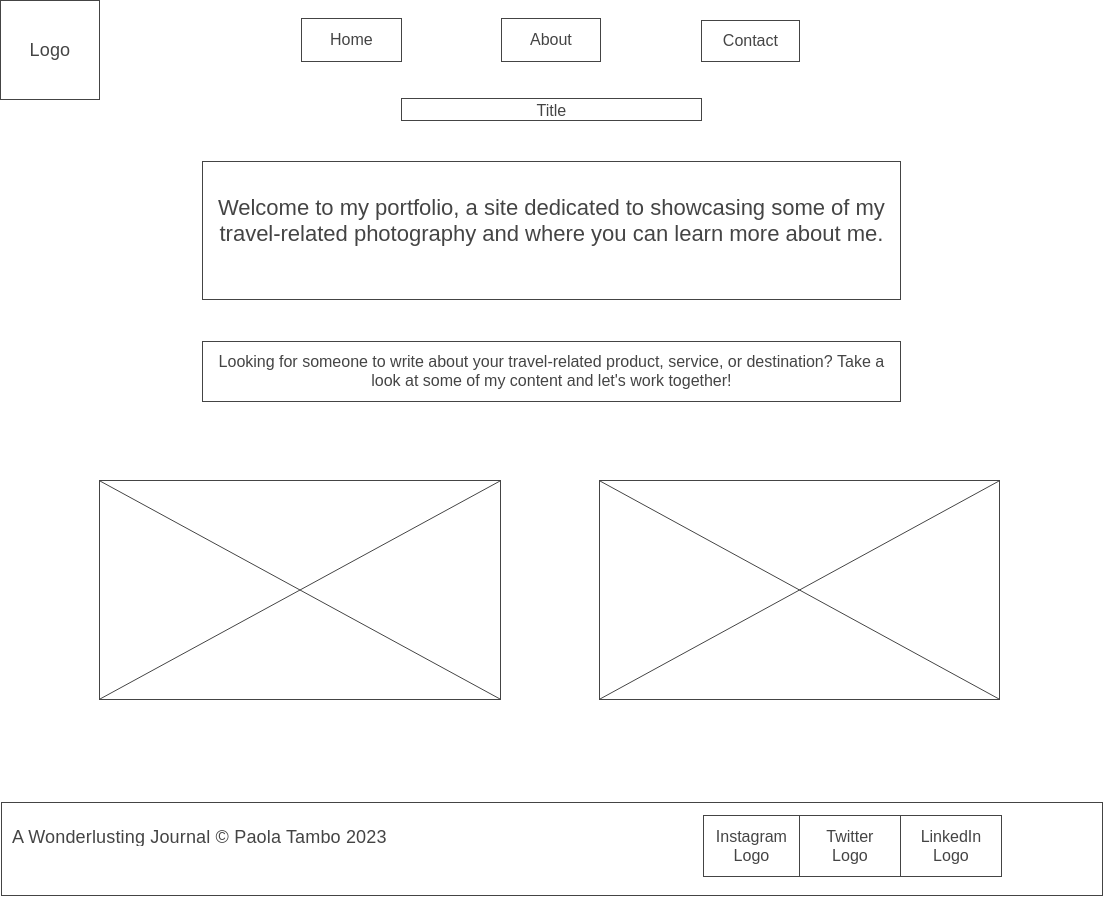 Logo
Home
About
Contact
Title
Welcome to my portfolio, a site dedicated to showcasing some of my
travel-related photography and where you can learn more about me.
Looking for someone to write about your travel-related product, service, or destination? Take a
look at some of my content and let's work together!
A Wonderlusting Journal © Paola Tambo 2023
Instagram
Logo
Twitter
Logo
LinkedIn
Logo